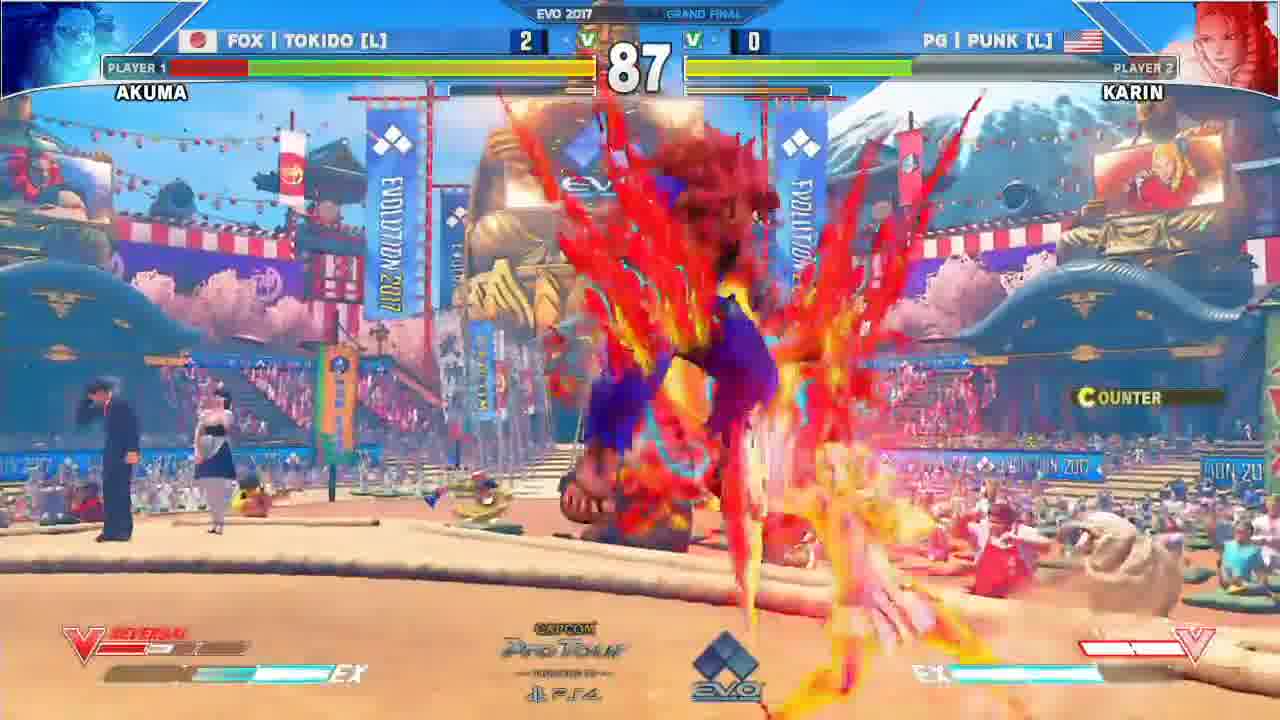 EVO 2017
GRAND FINAL
FOX | TOKIDO [L]
2
V
87
V
0
PG | PUNK [L]
PLAYER 1
PLAYER 2
AKUMA
KARIN
EVOLUTION 2017
EVOLUTION
COUNTER
V REVERSAL
V
EX
EX
CAPCOM
PRO TOUR
PS4
EVO